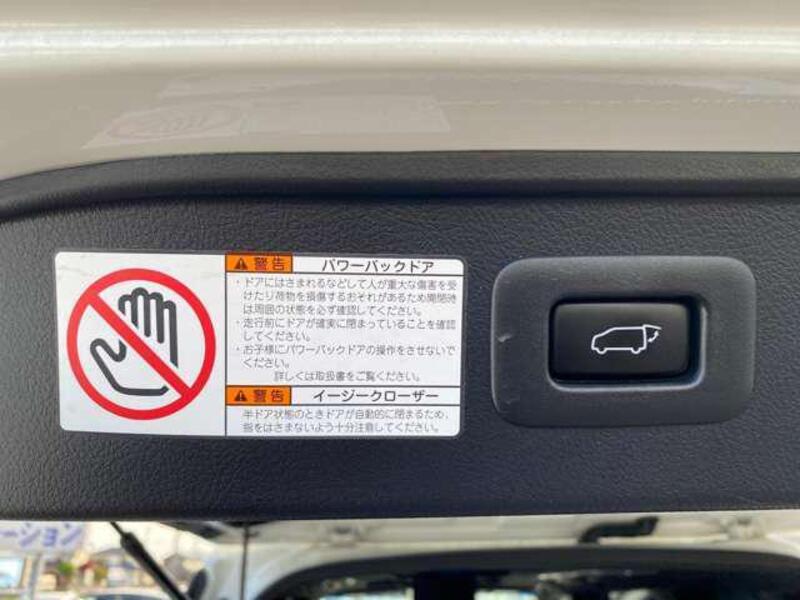 警告 パワーバックドア
・ドアにはさまれるなどして人が重大な傷害を受
けたり荷物を損傷するおそれがあるため開閉時
は周囲の状態を必ず確認してください。
・走行前にドアが確実に閉まっていることを確認
してください。
・お子様にパワーバックドアの操作をさせないで
ください。
詳しくは取扱書をご覧ください。
警告 イージークローザー
半ドア状態のときドアが自動的に閉まるため、
指をはさまないよう十分注意してください。
ーション